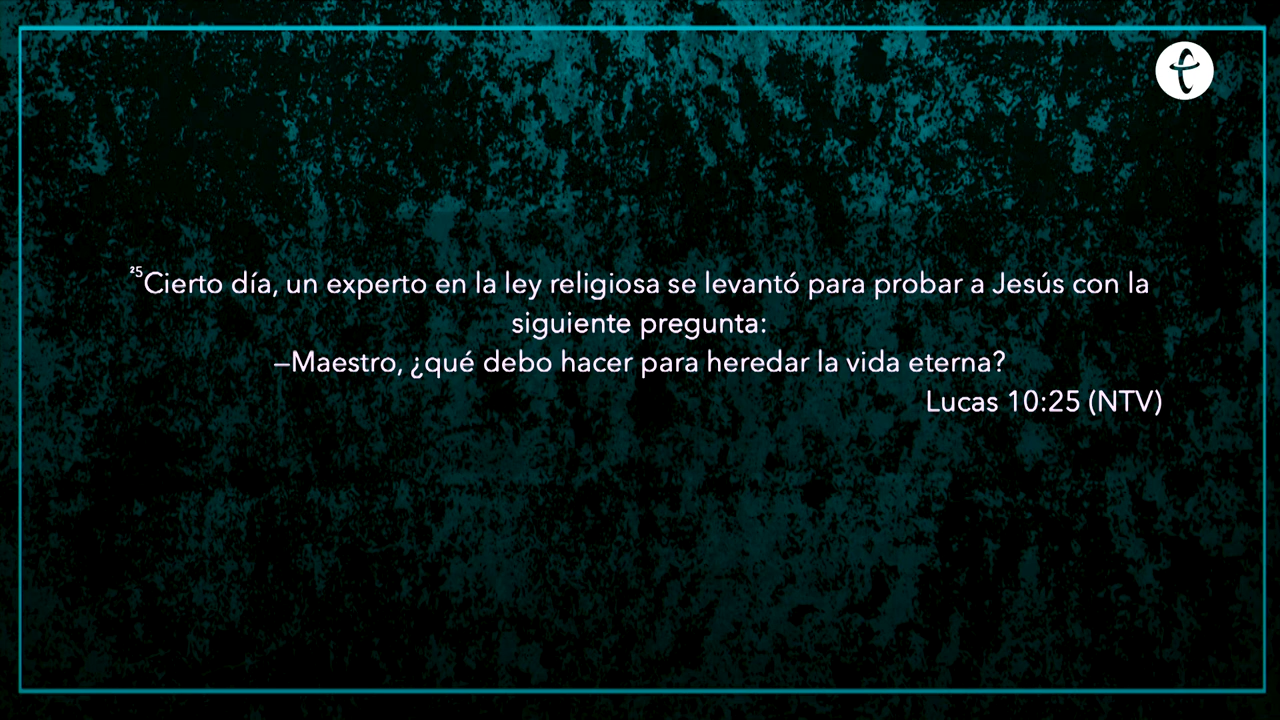 ²⁵Cierto día, un experto en la ley religiosa se levantó para probar a Jesús con la
siguiente pregunta:
–Maestro, ¿qué debo hacer para heredar la vida eterna?
Lucas 10:25 (NTV)